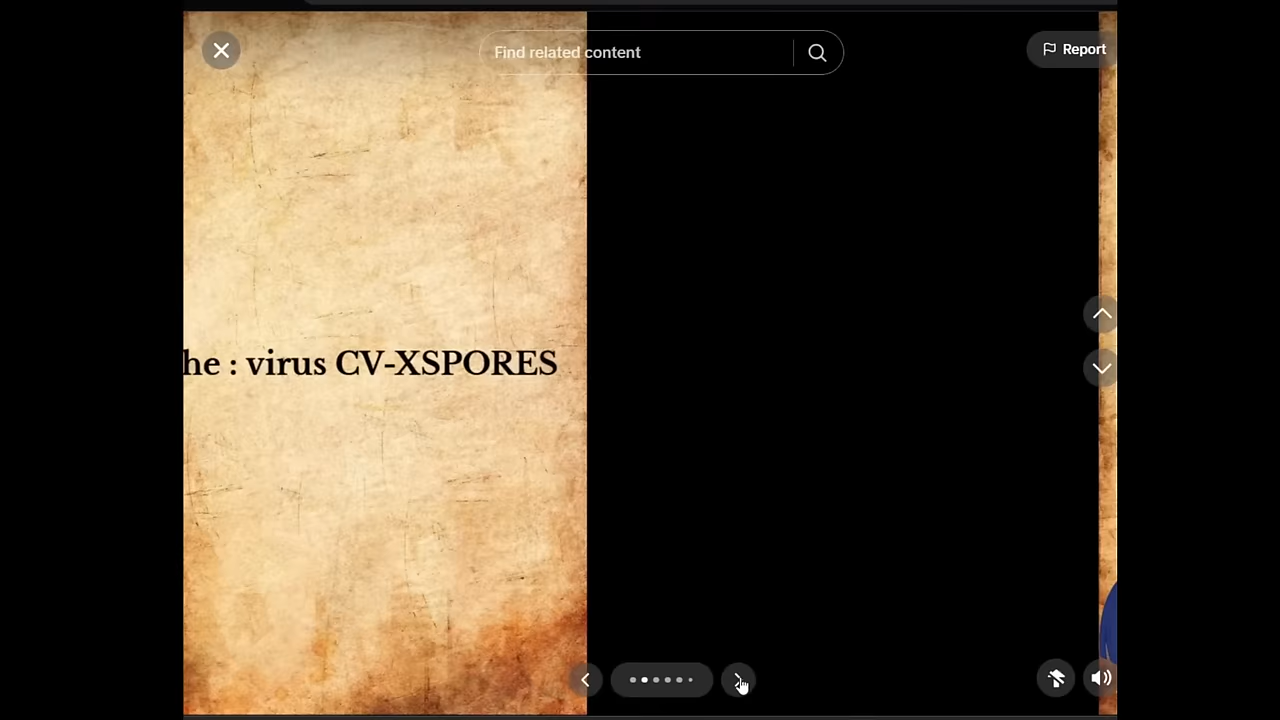 Find related content
Report
he : virus CV-XSPORES